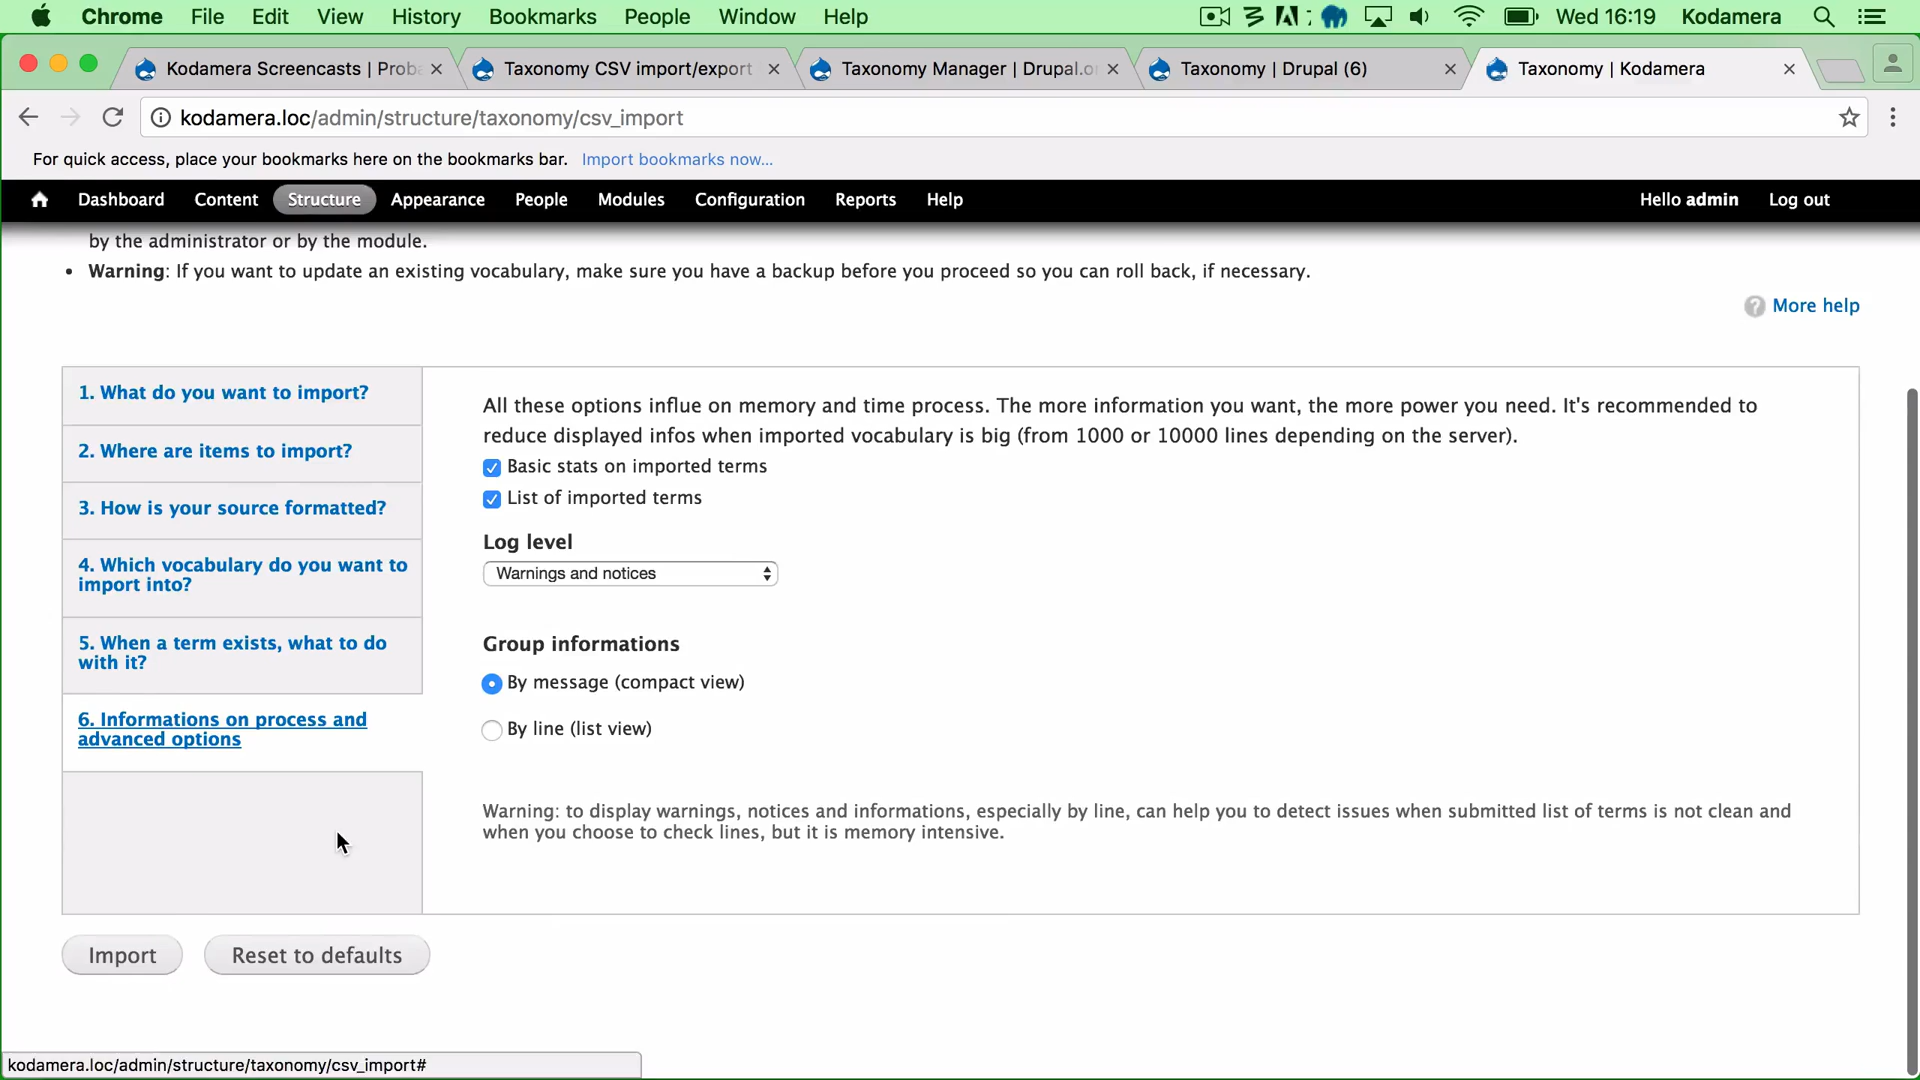 Chrome File Edit View History Bookmarks People Window Help Wed 16:19 Kodamera
Kodamera Screencasts | Proba Taxonomy CSV import/export Taxonomy Manager | Drupal.or Taxonomy | Drupal (6) Taxonomy | Kodamera
kodamera.loc/admin/structure/taxonomy/csv_import
For quick access, place your bookmarks here on the bookmarks bar. Import bookmarks now...
Dashboard Content Structure Appearance People Modules Configuration Reports Help Hello admin Log out
by the administrator or by the module.
• Warning: If you want to update an existing vocabulary, make sure you have a backup before you proceed so you can roll back, if necessary.
? More help
1. What do you want to import?
2. Where are items to import?
3. How is your source formatted?
4. Which vocabulary do you want to
import into?
5. When a term exists, what to do
with it?
6. Informations on process and
advanced options
All these options influe on memory and time process. The more information you want, the more power you need. It's recommended to
reduce displayed infos when imported vocabulary is big (from 1000 or 10000 lines depending on the server).
Basic stats on imported terms
List of imported terms
Log level
Warnings and notices
Group informations
By message (compact view)
By line (list view)
Warning: to display warnings, notices and informations, especially by line, can help you to detect issues when submitted list of terms is not clean and
when you choose to check lines, but it is memory intensive.
Import Reset to defaults
kodamera.loc/admin/structure/taxonomy/csv_import#